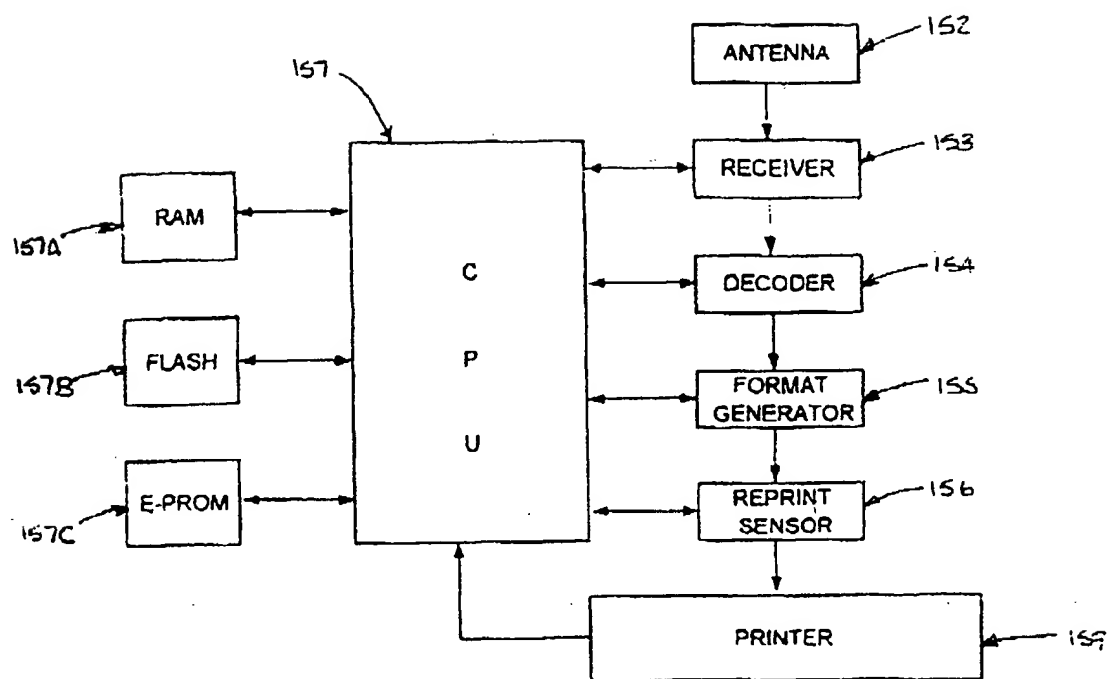 152
ANTENNA
157
153
RECEIVER
RAM
157A
C
P
U
154
DECODER
FLASH
157B
FORMAT
GENERATOR
155
E-PROM
157C
REPRINT
SENSOR
156
PRINTER